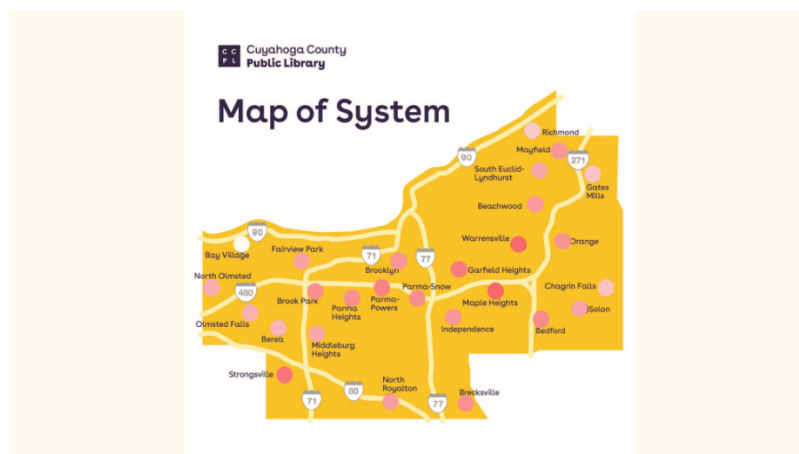 C C
P L
Cuyahoga County
Public Library
Map of System
Richmond
90
Mayfield
271
South Euclid-
Lyndhurst
Gates
Mills
Beachwood
90
Warrensville
Orange
Bay Village
Fairview Park
71
77
Brooklyn
Garfield Heights
North Olmsted
480
Brook Park
Parma
Heights
Parma-
Powers
Parma-Snow
Maple Heights
Chagrin Falls
Solon
Olmsted Falls
Berea
Middleburg
Heights
Independence
Bedford
Strongsville
North
Royalton
Brecksville
80
71
77